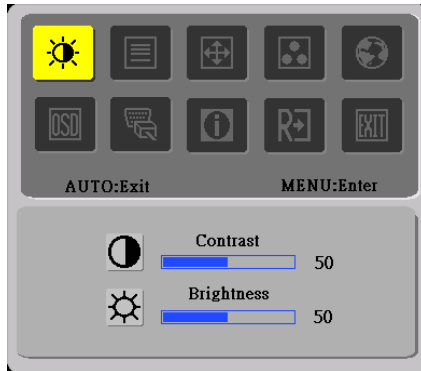 OSD
i
R
EXIT
AUTO:Exit MENU:Enter
Contrast
50
Brightness
50